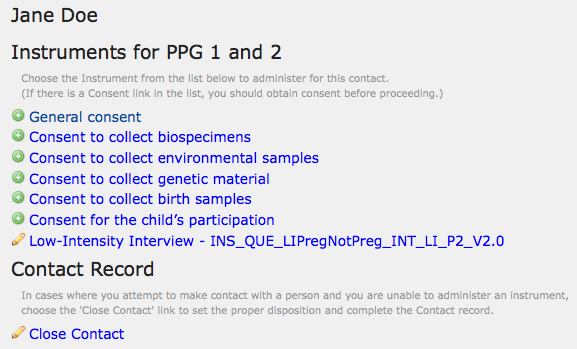 Jane Doe
Instruments for PPG 1 and 2
Choose the Instrument from the list below to administer for this contact.
(If there is a Consent link in the list, you should obtain consent before proceeding.)
General consent
Consent to collect biospecimens
Consent to collect environmental samples
Consent to collect genetic material
Consent to collect birth samples
Consent for the child’s participation
Low-Intensity Interview - INS_QUE_LIPregNotPreg_INT_LI_P2_V2.0
Contact Record
In cases where you attempt to make contact with a person and you are unable to administer an instrument,
choose the 'Close Contact' link to set the proper disposition and complete the Contact record.
Close Contact